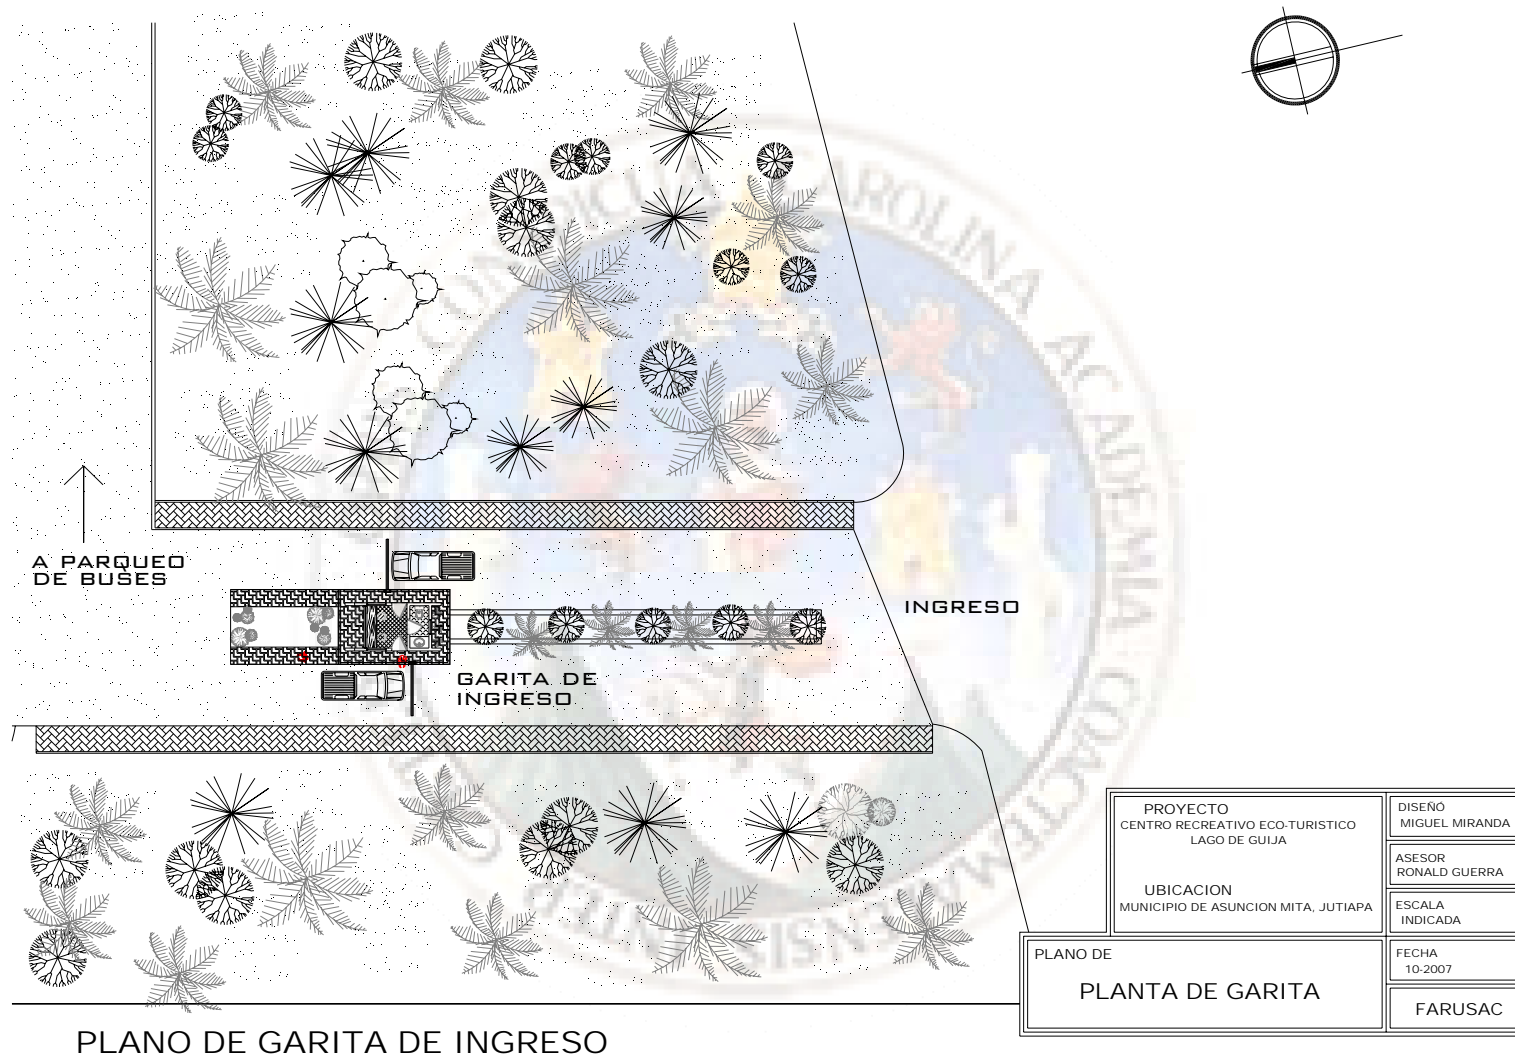 A PARQUEO
DE BUSES
INGRESO
GARITA DE
INGRESO
PROYECTO
CENTRO RECREATIVO ECO-TURISTICO
LAGO DE GUIJA
UBICACION
MUNICIPIO DE ASUNCION MITA, JUTIAPA
DISEÑÓ
MIGUEL MIRANDA
ASESOR
RONALD GUERRA
ESCALA
INDICADA
PLANO DE
PLANTA DE GARITA
FECHA
10-2007
FARUSAC
PLANO DE GARITA DE INGRESO